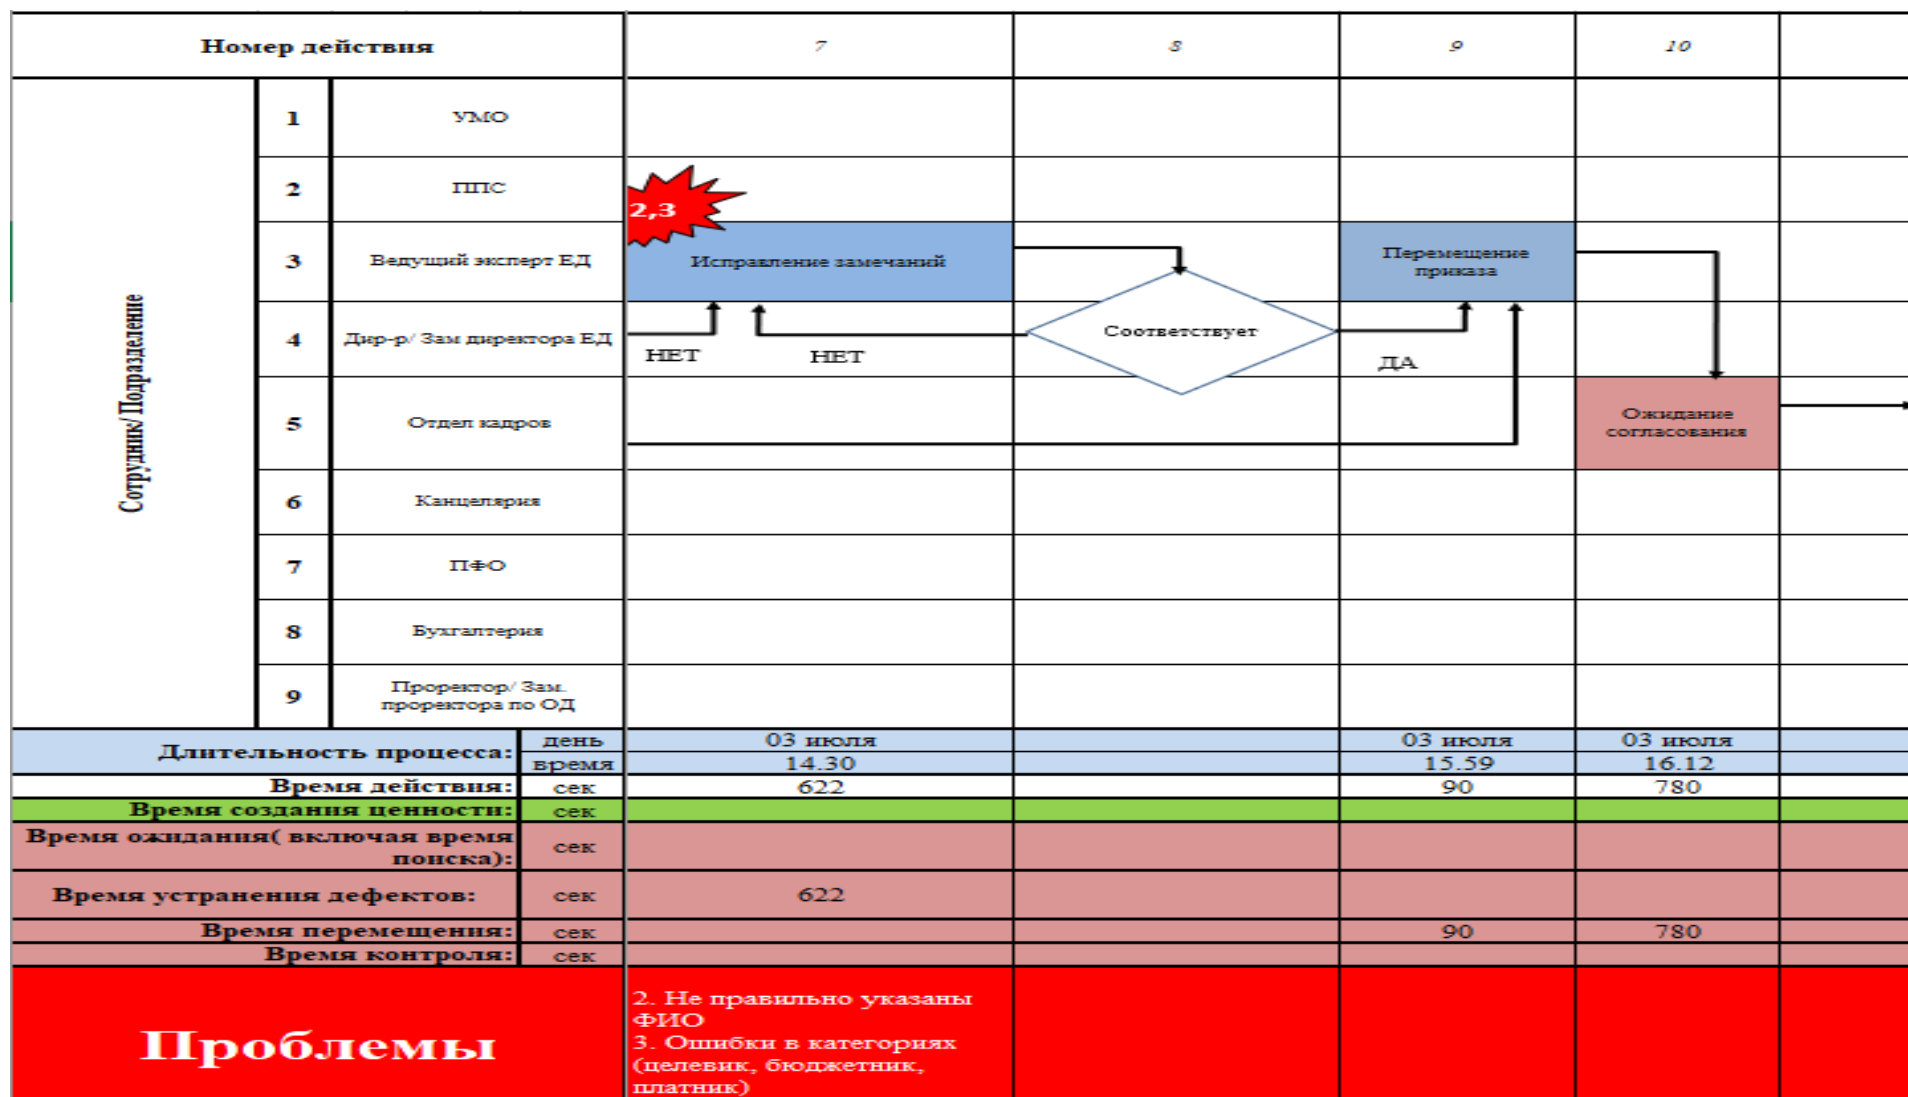 Номер действия 7 8 9 10
Сотрудник/Подразделение
1 УМО
2 ППС
2,3
3 Ведущий эксперт ЕД Исправление замечаний Перемещение
приказа
4 Дир-р/ Зам директора ЕД НЕТ НЕТ Соответствует ДА
5 Отдел кадров Ожидание
согласования
6 Канцелярия
7 ПФО
8 Бухгалтерия
9 Проректор/ Зам.
проректора по ОД
Длительность процесса: день 03 июля 03 июля 03 июля
время 14.30 15.59 16.12
Время действия: сек 622 90 780
Время создания ценности: сек
Время ожидания( включая время
поиска): сек
Время устранения дефектов: сек 622
Время перемещения: сек 90 780
Время контроля: сек
Проблемы
2. Не правильно указаны
ФИО
3. Ошибки в категориях
(целевик, бюджетник,
платник)